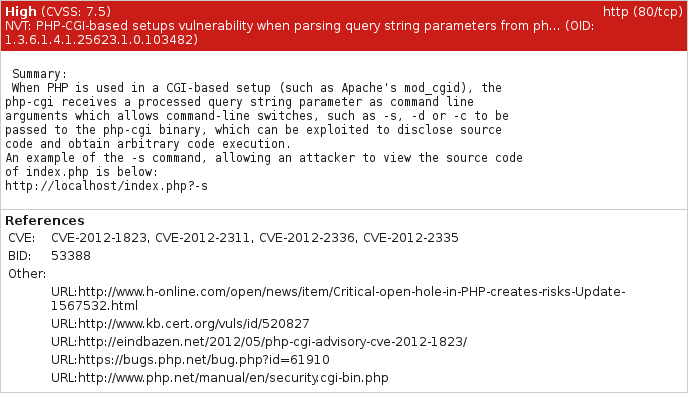 High (CVSS: 7.5) http (80/tcp)
NVT: PHP-CGI-based setups vulnerability when parsing query string parameters from ph... (OID:
1.3.6.1.4.1.25623.1.0.103482)
Summary:
When PHP is used in a CGI-based setup (such as Apache's mod_cgid), the
php-cgi receives a processed query string parameter as command line
arguments which allows command-line switches, such as -s, -d or -c to be
passed to the php-cgi binary, which can be exploited to disclose source
code and obtain arbitrary code execution.
An example of the -s command, allowing an attacker to view the source code
of index.php is below:
http://localhost/index.php?-s
References
CVE: CVE-2012-1823, CVE-2012-2311, CVE-2012-2336, CVE-2012-2335
BID: 53388
Other:
URL:http://www.h-online.com/open/news/item/Critical-open-hole-in-PHP-creates-risks-Update-
1567532.html
URL:http://www.kb.cert.org/vuls/id/520827
URL:http://eindbazen.net/2012/05/php-cgi-advisory-cve-2012-1823/
URL:https://bugs.php.net/bug.php?id=61910
URL:http://www.php.net/manual/en/security.cgi-bin.php